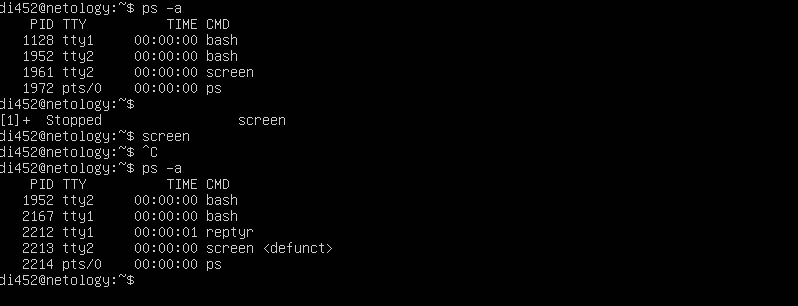 di452@netology:~$ ps -a
    PID TTY          TIME CMD
   1128 tty1     00:00:00 bash
   1952 tty2     00:00:00 bash
   1961 tty2     00:00:00 screen
   1972 pts/0    00:00:00 ps
di452@netology:~$
[1]+  Stopped                 screen
di452@netology:~$ screen
di452@netology:~$ ^C
di452@netology:~$ ps -a
    PID TTY          TIME CMD
   1952 tty2     00:00:00 bash
   2167 tty1     00:00:00 bash
   2212 tty1     00:00:01 reptyr
   2213 tty2     00:00:00 screen <defunct>
   2214 pts/0    00:00:00 ps
di452@netology:~$